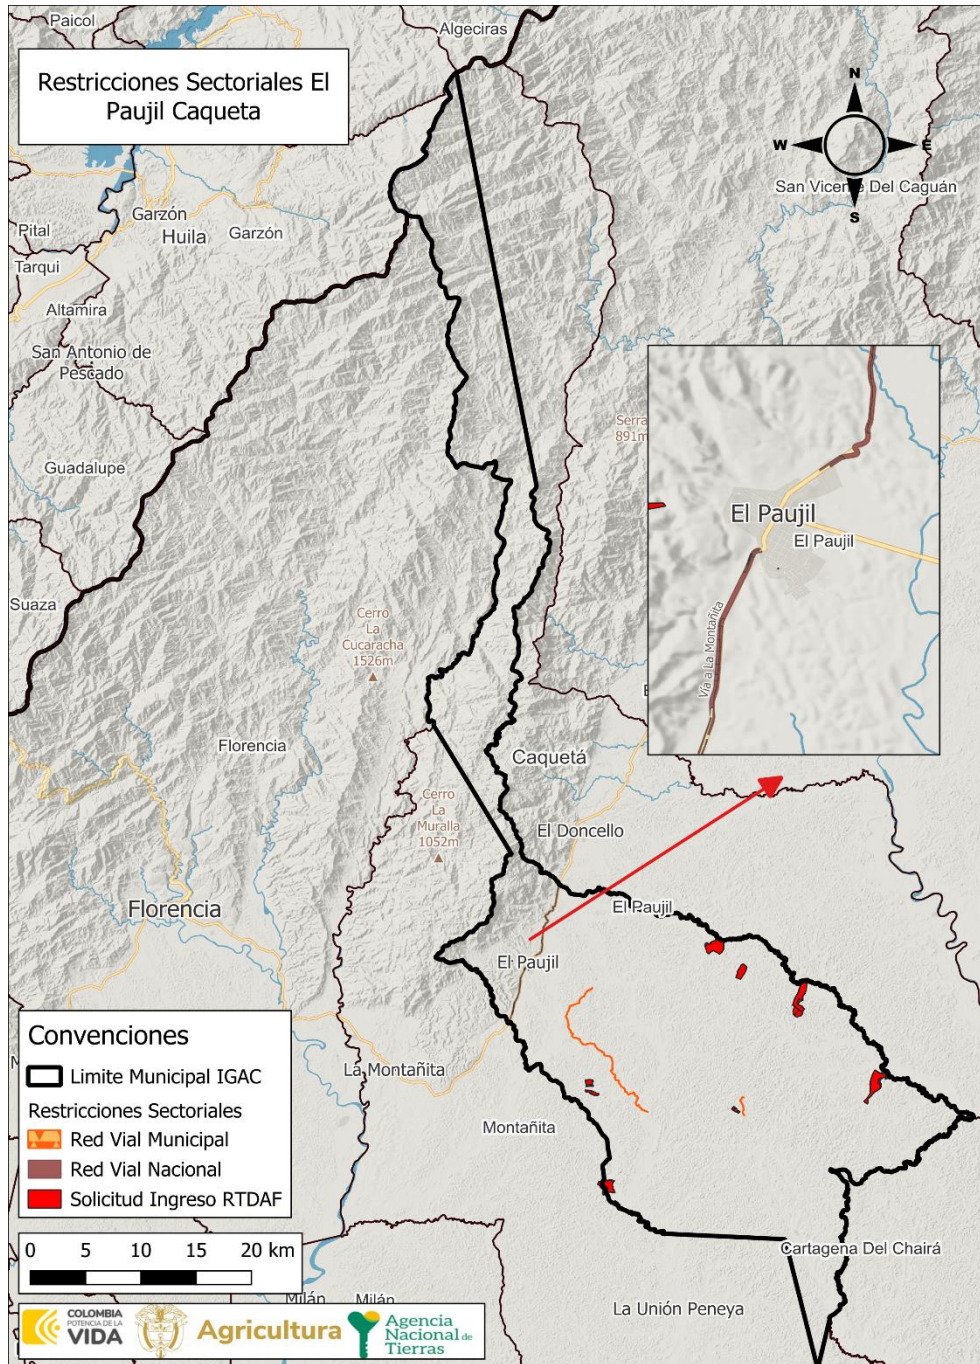 Paicol
Algeciras
Restricciones Sectoriales El
Paujil Caqueta
N
W
E
S
San Vicente Del Caguán
Garzón
Huila
Garzón
Pital
Tarqui
Altamira
San Antonio de
Pescado
Guadalupe
Serra
891m
El Paujil
El Paujil
Vía a La Montañita
Suaza
Cerro
La
Cucaracha
1526m
Florencia
Caquetá
Cerro
La
Muralla
1052m
El Doncello
Florencia
El Paujil
El Paujil
La Montañita
Montañita
Convenciones
Limite Municipal IGAC
Restricciones Sectoriales
Red Vial Municipal
Red Vial Nacional
Solicitud Ingreso RTDAF
0 5 10 15 20 km
Cartagena Del Chairá
Milán
Milán
La Unión Peneya
COLOMBIA
POTENCIA DE LA
VIDA
Agricultura
Agencia
Nacional de
Tierras